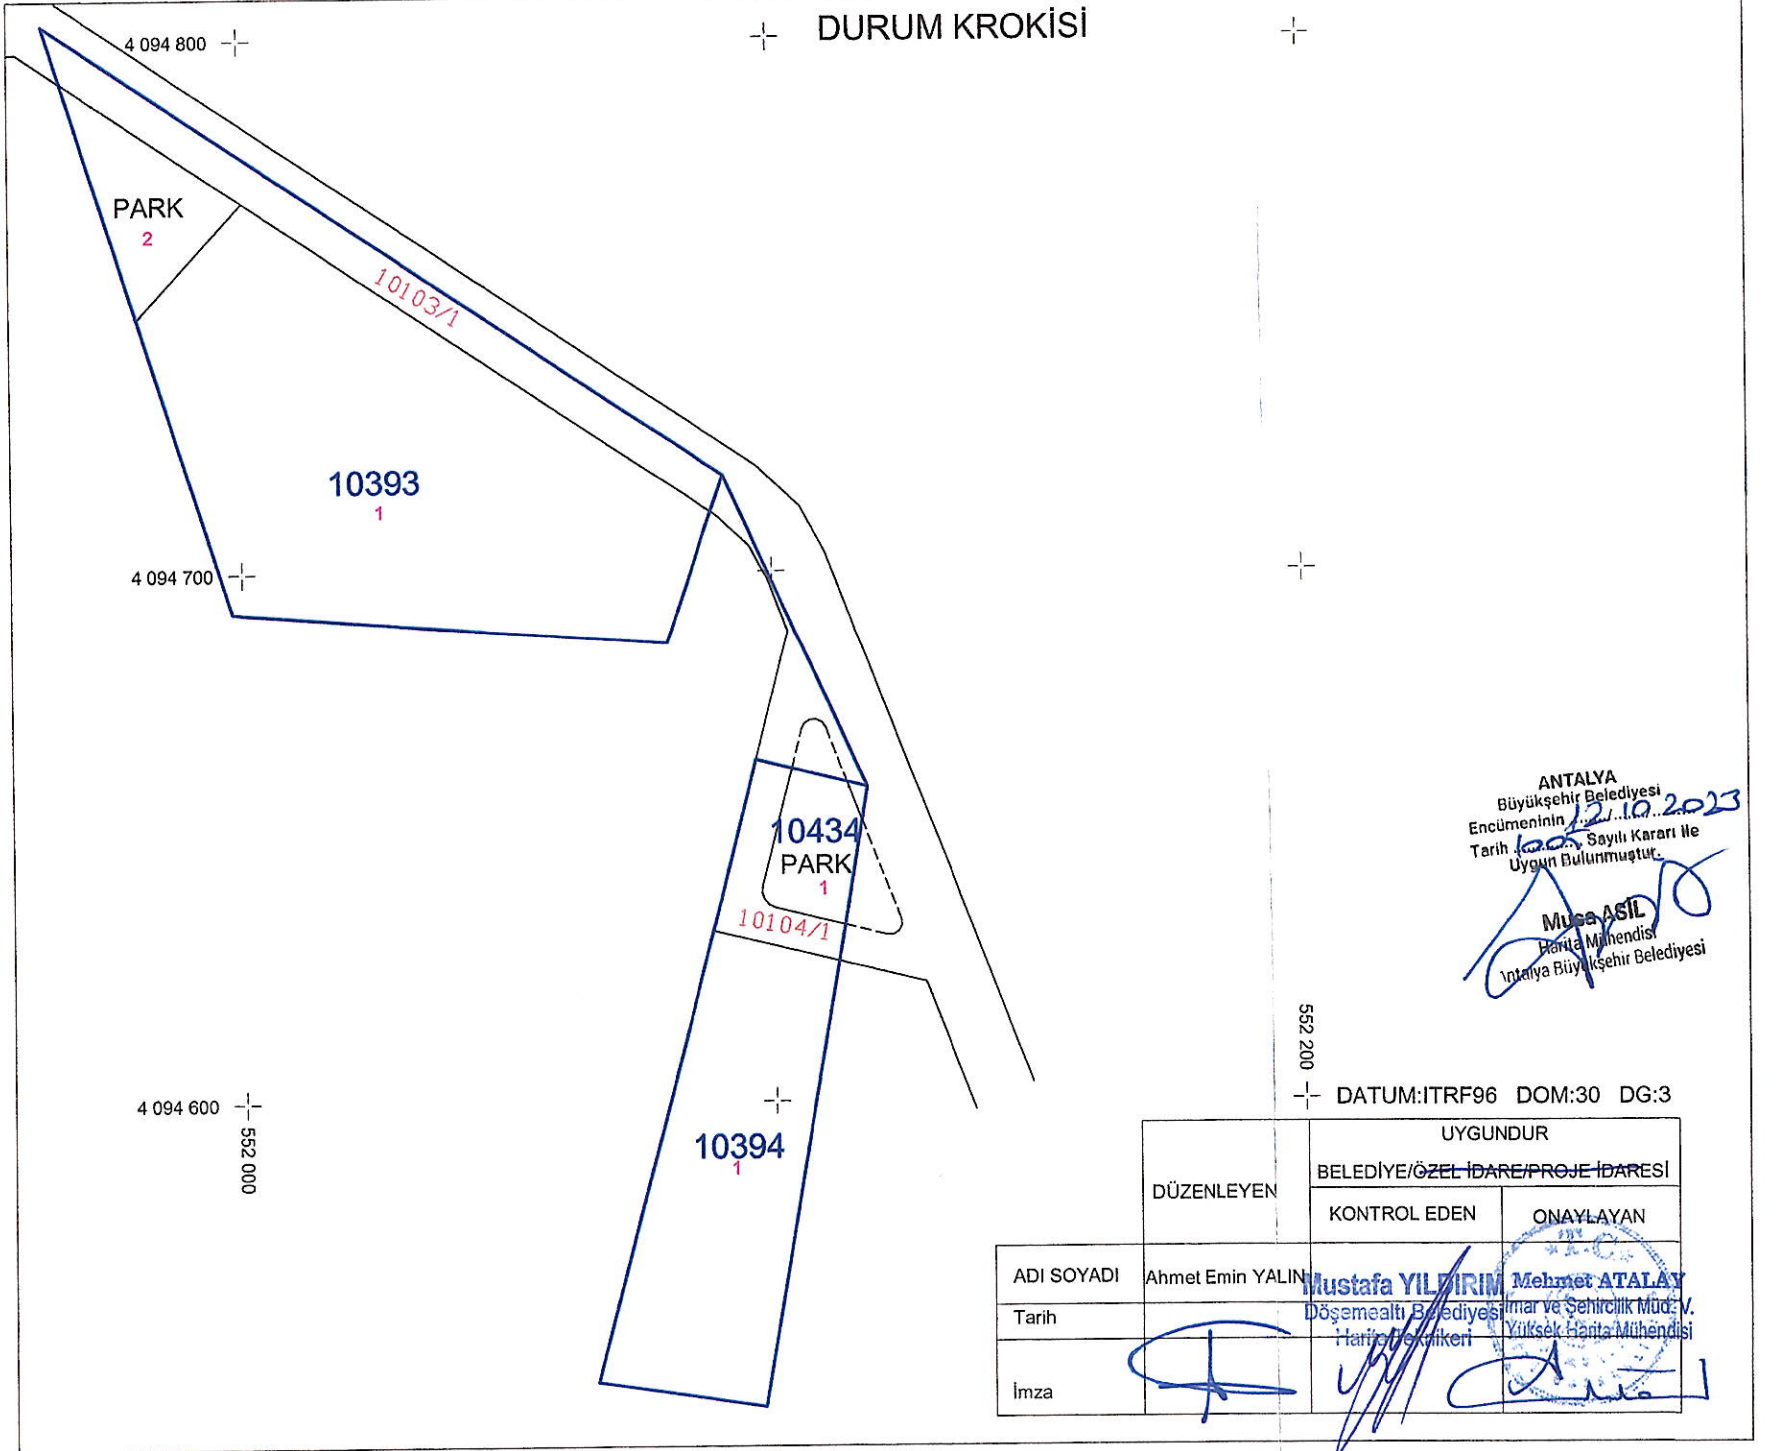 DURUM KROKİSİ
4 094 800
PARK
2
10103/1
10393
1
4 094 700
10434
PARK
1
10104/1
ANTALYA
Büyükşehir Belediyesi
Encümeninin 12/10.2023
Tarih Sayılı Kararı ile
Uygun Bulunmuştur.
Musa ASİL
Harita Mühendisi
Antalya Büyükşehir Belediyesi
552 200
4 094 600
552 000
10394
1
DATUM:ITRF96 DOM:30 DG:3
UYGUNDUR
BELEDİYE/ÖZEL İDARE/PROJE İDARESİ
DÜZENLEYEN
KONTROL EDEN
ONAYLAYAN
T.C.
ADI SOYADI
Ahmet Emin YALIN
Mustafa YILDIRIM
Döşemealtı Belediyesi
Harita Teknikeri
Mehmet ATALAY
İmar ve Şehircilik Müd. V.
Yüksek Harita Mühendisi
Tarih
İmza